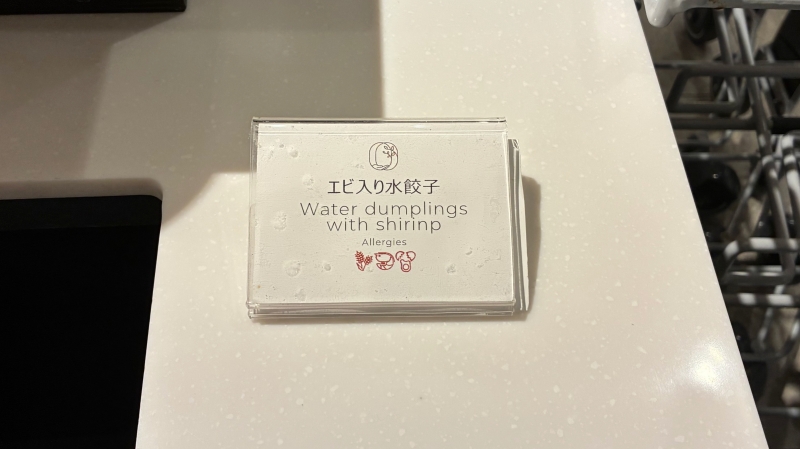 エビ入り水餃子
Water dumplings
with shirinp
Allergies